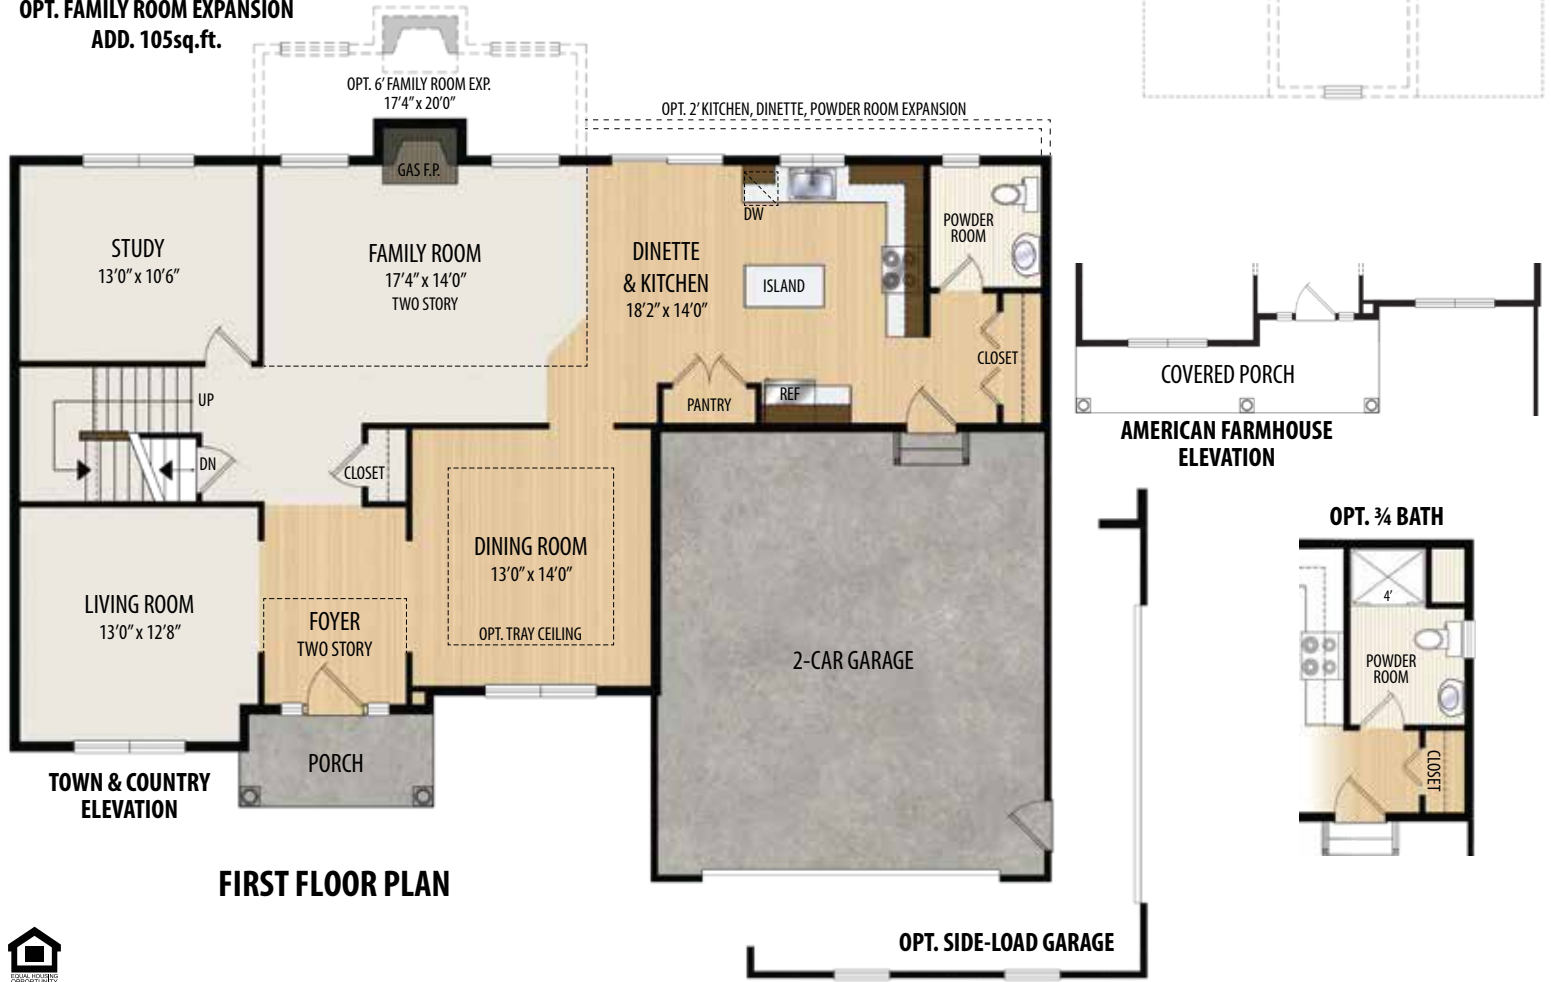 OPT. FAMILY ROOM EXPANSION
ADD. 105sq.ft.
OPT. 6’ FAMILY ROOM EXP.
17’4” x 20’0”
OPT. 2’ KITCHEN, DINETTE, POWDER ROOM EXPANSION
GAS F.P.
STUDY
13’0” x 10’6”
FAMILY ROOM
17’4” x 14’0”
TWO STORY
DINETTE
& KITCHEN
18’2” x 14’0”
DW
ISLAND
POWDER
ROOM
CLOSET
PANTRY
REF
UP
DN
CLOSET
LIVING ROOM
13’0” x 12’8”
FOYER
TWO STORY
DINING ROOM
13’0” x 14’0”
OPT. TRAY CEILING
2-CAR GARAGE
PORCH
TOWN & COUNTRY
ELEVATION
FIRST FLOOR PLAN
COVERED PORCH
AMERICAN FARMHOUSE
ELEVATION
OPT. ¾ BATH
4’
POWDER
ROOM
CLOSET
OPT. SIDE-LOAD GARAGE
EQUAL HOUSING
OPPORTUNITY